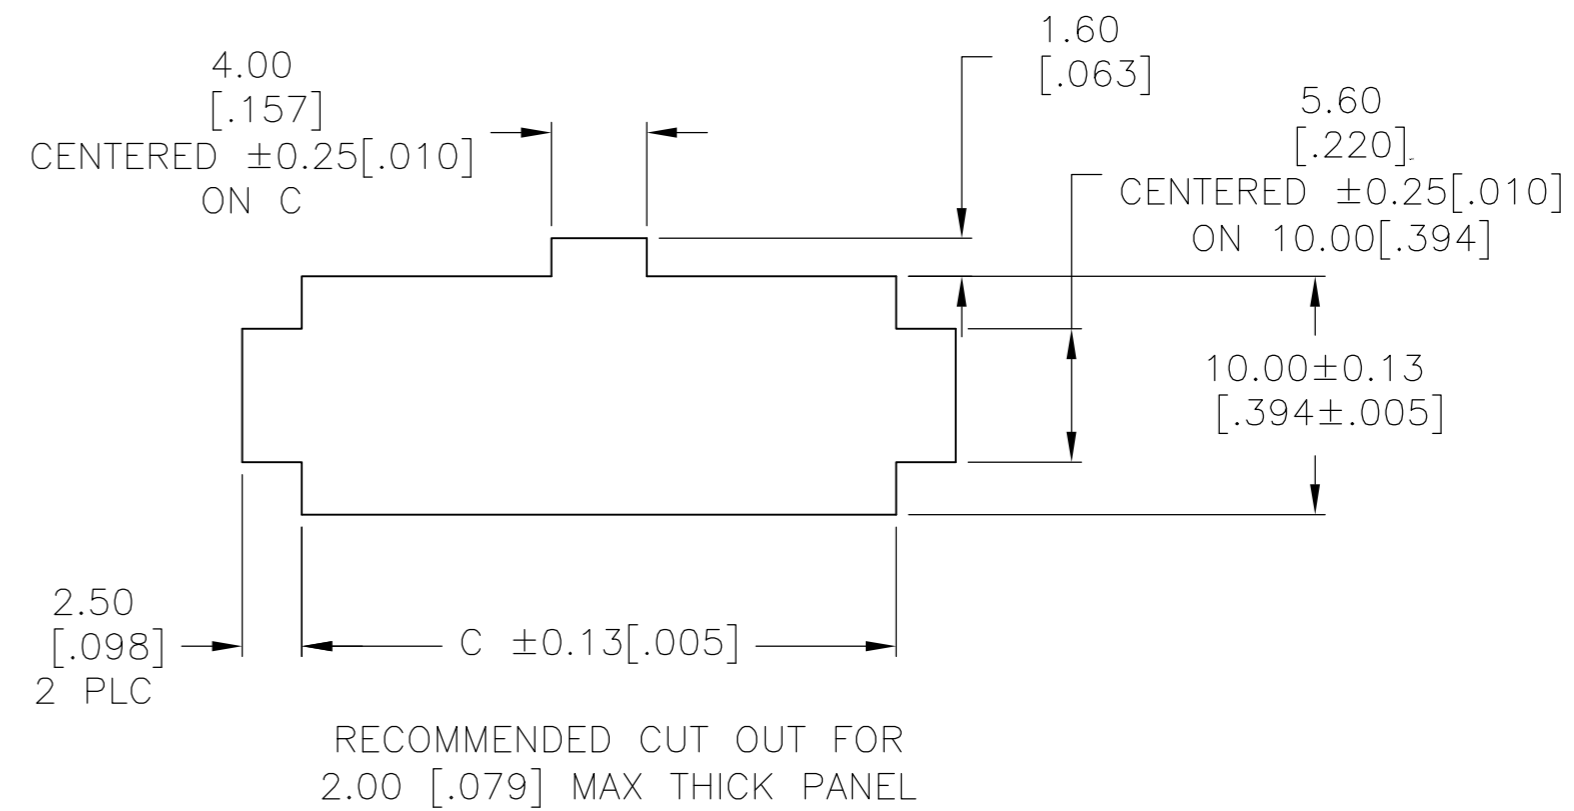 4.00
[.157]
CENTERED ±0.25[.010]
ON C
1.60
[.063]
5.60
[.220]
CENTERED ±0.25[.010]
ON 10.00[.394]
10.00±0.13
[.394±.005]
2.50
[.098]
2 PLC
C ±0.13[.005]
RECOMMENDED CUT OUT FOR
2.00 [.079] MAX THICK PANEL